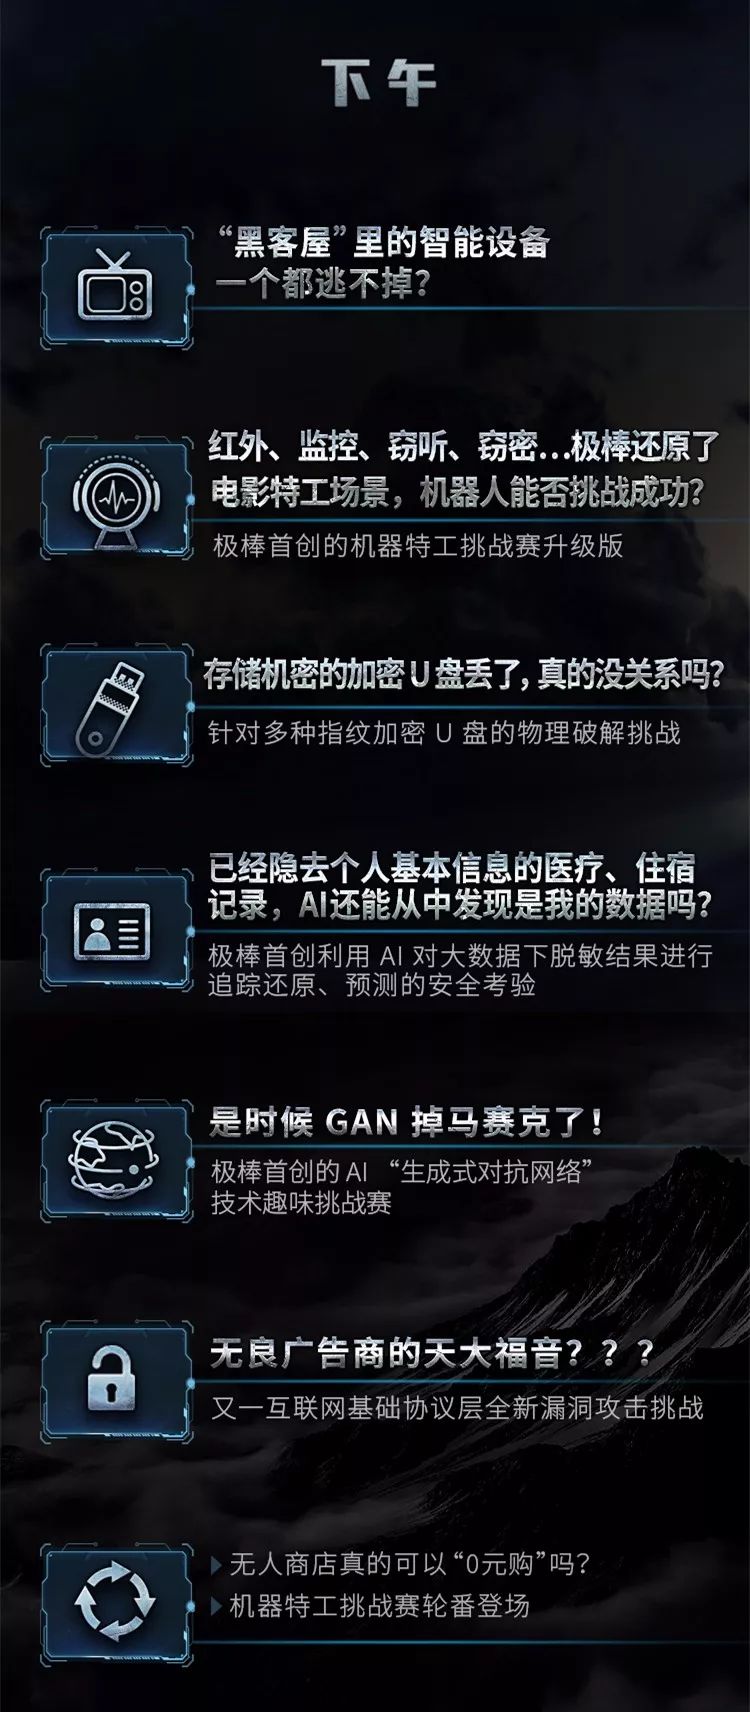 下午
“黑客屋”里的智能设备
一个都逃不掉?
红外、监控、窃听、窃密...极棒还原了
电影特工场景，机器人能否挑战成功?
极棒首创的机器特工挑战赛升级版
存储机密的加密U盘丢了,真的没关系吗?
针对多种指纹加密 U 盘的物理破解挑战
已经隐去个人基本信息的医疗、住宿
记录，AI还能从中发现是我的数据吗?
极棒首创利用 AI 对大数据下脱敏结果进行
追踪还原、预测的安全考验
是时候 GAN 掉马赛克了!
极棒首创的 AI “生成式对抗网络”
技术趣味挑战赛
无良广告商的天大福音? ? ?
又一互联网基础协议层全新漏洞攻击挑战
无人商店真的可以“0元购”吗?
机器特工挑战赛轮番登场